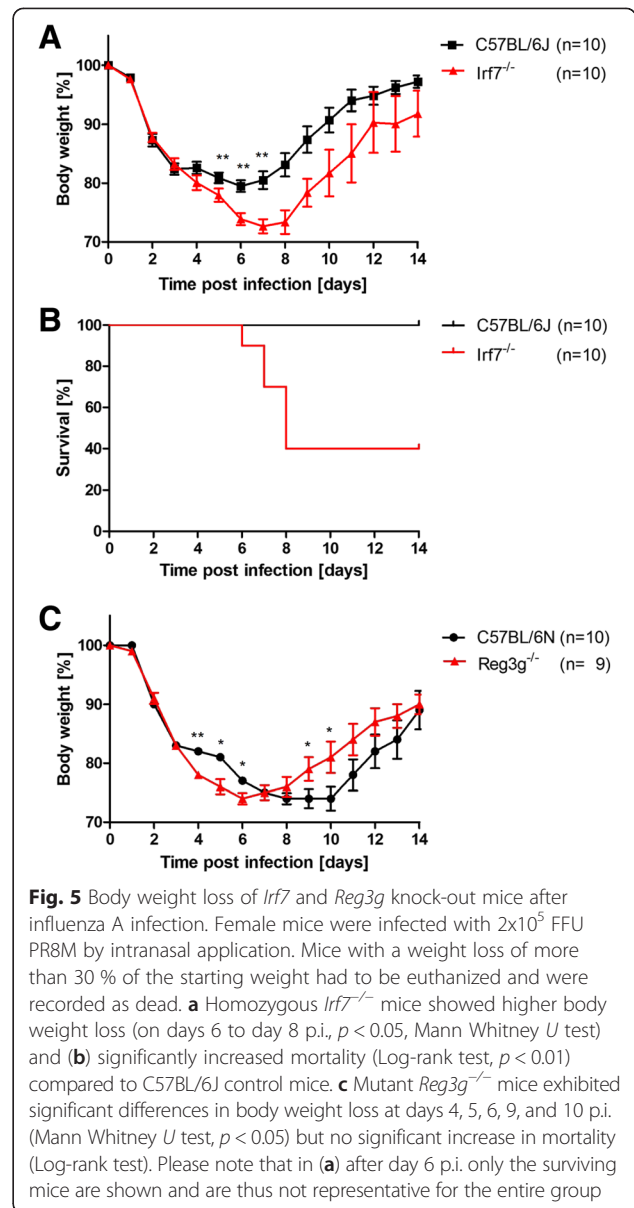 A
C57BL/6J (n=10)
Irf7-/- (n=10)
100
90
80
70
Body weight [%]
** ** **
0 2 4 6 8 10 12 14
Time post infection [days]
B
C57BL/6J (n=10)
Irf7-/- (n=10)
100
80
60
40
20
0
Survival [%]
0 2 4 6 8 10 12 14
Time post infection [days]
C
C57BL/6N (n=10)
Reg3g-/- (n= 9)
100
90
80
70
Body weight [%]
** * * * *
0 2 4 6 8 10 12 14
Time post infection [days]
Fig. 5 Body weight loss of Irf7 and Reg3g knock-out mice after
influenza A infection. Female mice were infected with 2x10⁵ FFU
PR8M by intranasal application. Mice with a weight loss of more
than 30 % of the starting weight had to be euthanized and were
recorded as dead. a Homozygous Irf7−/− mice showed higher body
weight loss (on days 6 to day 8 p.i., p < 0.05, Mann Whitney U test)
and (b) significantly increased mortality (Log-rank test, p < 0.01)
compared to C57BL/6J control mice. c Mutant Reg3g−/− mice exhibited
significant differences in body weight loss at days 4, 5, 6, 9, and 10 p.i.
(Mann Whitney U test, p < 0.05) but no significant increase in mortality
(Log-rank test). Please note that in (a) after day 6 p.i. only the surviving
mice are shown and are thus not representative for the entire group